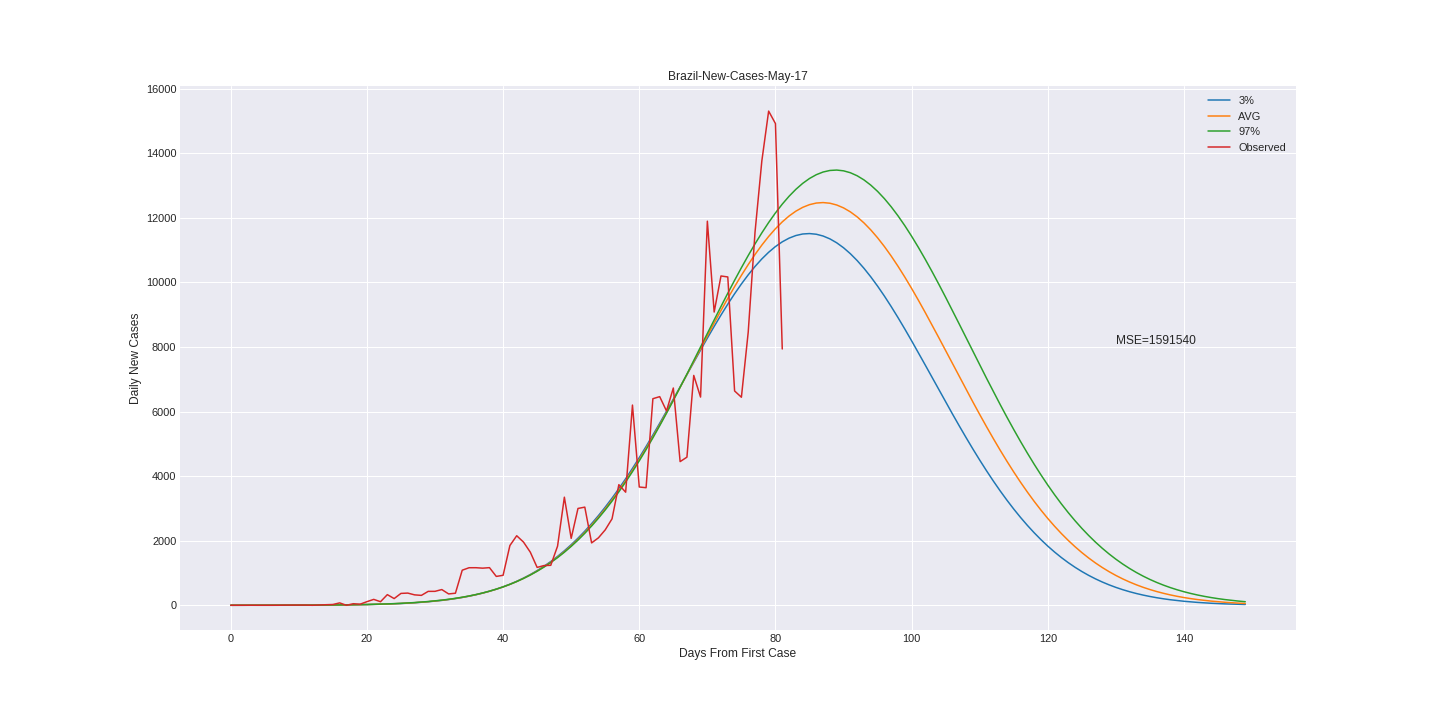 Brazil-New-Cases-May-17
3%
AVG
97%
Observed
16000
14000
12000
10000
8000
6000
4000
2000
0
Daily New Cases
MSE=1591540
0 20 40 60 80 100 120 140
Days From First Case